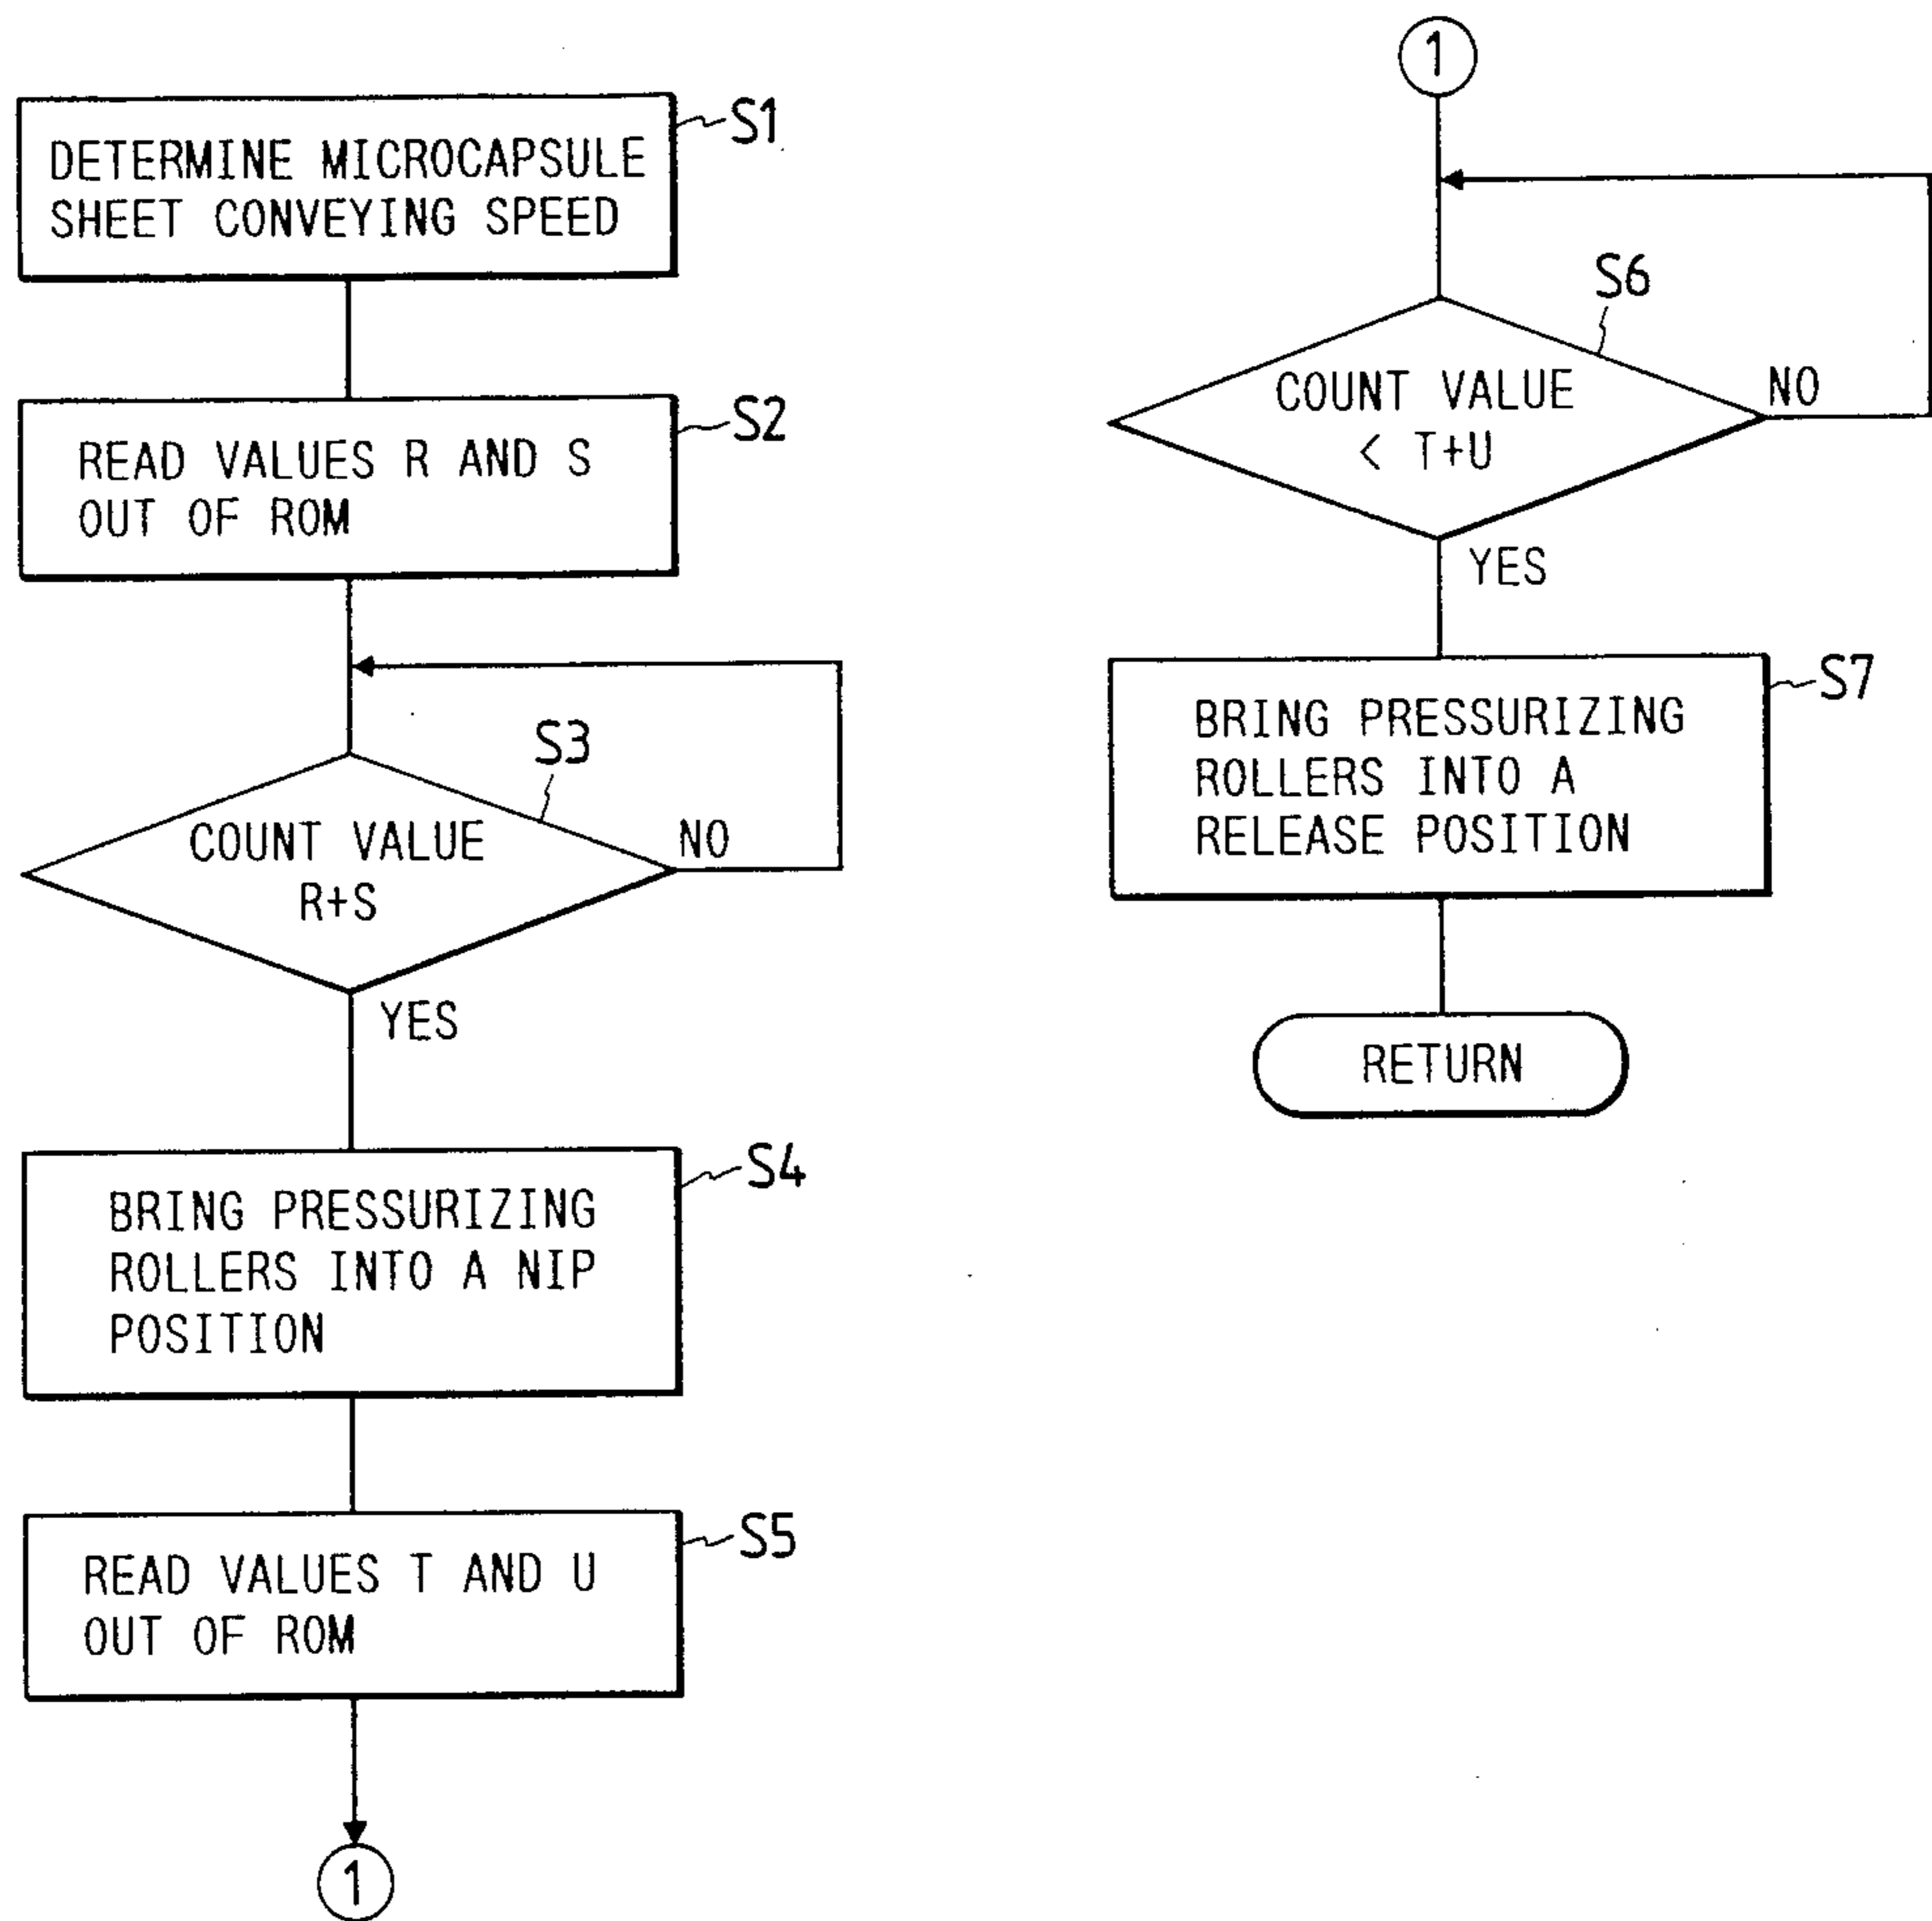 S1
DETERMINE MICROCAPSULE
SHEET CONVEYING SPEED
S2
READ VALUES R AND S
OUT OF ROM
S3
COUNT VALUE
R+S
NO
YES
S4
BRING PRESSURIZING
ROLLERS INTO A NIP
POSITION
S5
READ VALUES T AND U
OUT OF ROM
1
1
S6
COUNT VALUE
< T+U
NO
YES
S7
BRING PRESSURIZING
ROLLERS INTO A
RELEASE POSITION
RETURN